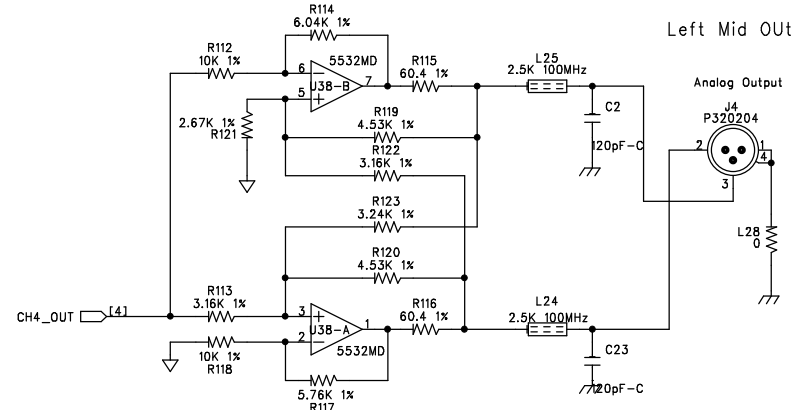 Left Mid OUt
R114
6.04K 1%
R112
10K 1%
6
5532MD
7
U38-B
5
R115
60.4 1%
L25
2.5K 100MHz
Analog Output
J4
P320204
C2
120pF-C
2.67K 1%
R121
R119
4.53K 1%
R122
3.16K 1%
2
1
4
3
R123
3.24K 1%
L28
0
R120
4.53K 1%
CH4_OUT
[4]
R113
3.16K 1%
3
U38-A
1
2
5532MD
R116
60.4 1%
L24
2.5K 100MHz
10K 1%
R118
C23
120pF-C
5.76K 1%
R117